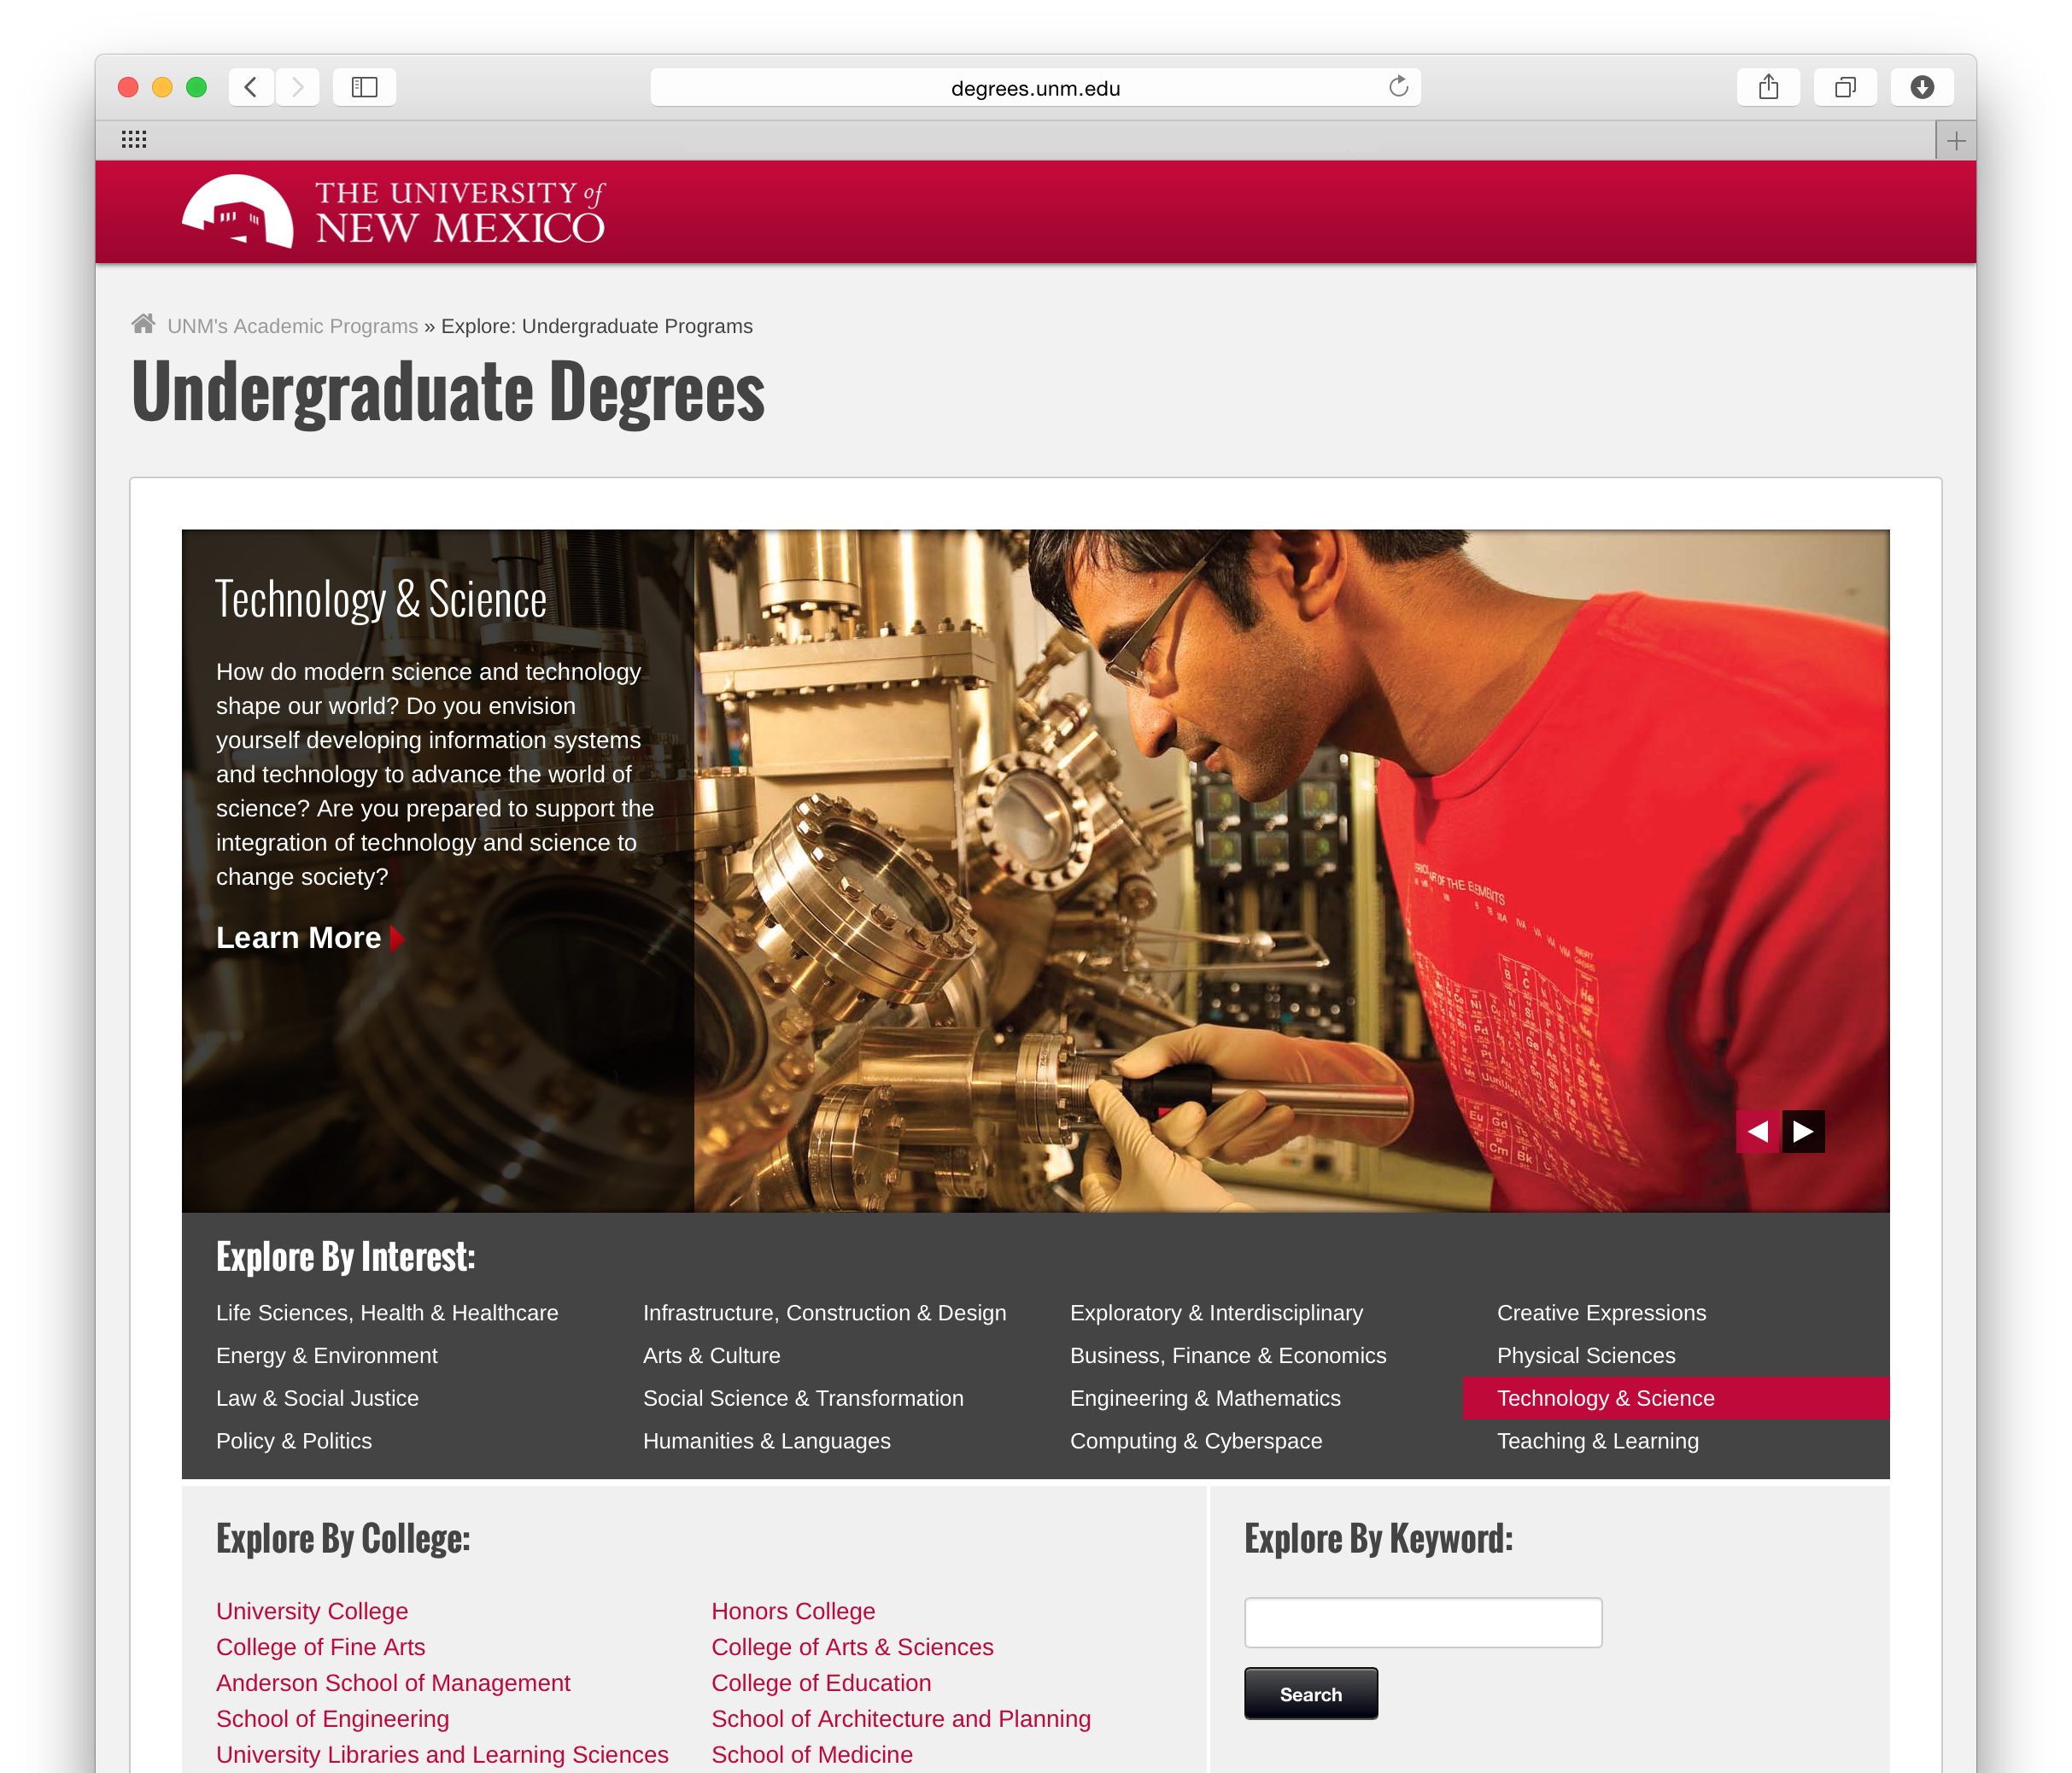 degrees.unm.edu
THE UNIVERSITY of
NEW MEXICO
UNM's Academic Programs » Explore: Undergraduate Programs
Undergraduate Degrees
Technology & Science
How do modern science and technology
shape our world? Do you envision
yourself developing information systems
and technology to advance the world of
science? Are you prepared to support the
integration of technology and science to
change society?
Learn More
OF THE
Explore By Interest:
Life Sciences, Health & Healthcare Infrastructure, Construction & Design Exploratory & Interdisciplinary Creative Expressions
Energy & Environment Arts & Culture Business, Finance & Economics Physical Sciences
Law & Social Justice Social Science & Transformation Engineering & Mathematics Technology & Science
Policy & Politics Humanities & Languages Computing & Cyberspace Teaching & Learning
Explore By College:
University College Honors College
College of Fine Arts College of Arts & Sciences
Anderson School of Management College of Education
School of Engineering School of Architecture and Planning
University Libraries and Learning Sciences School of Medicine
Explore By Keyword:
Search